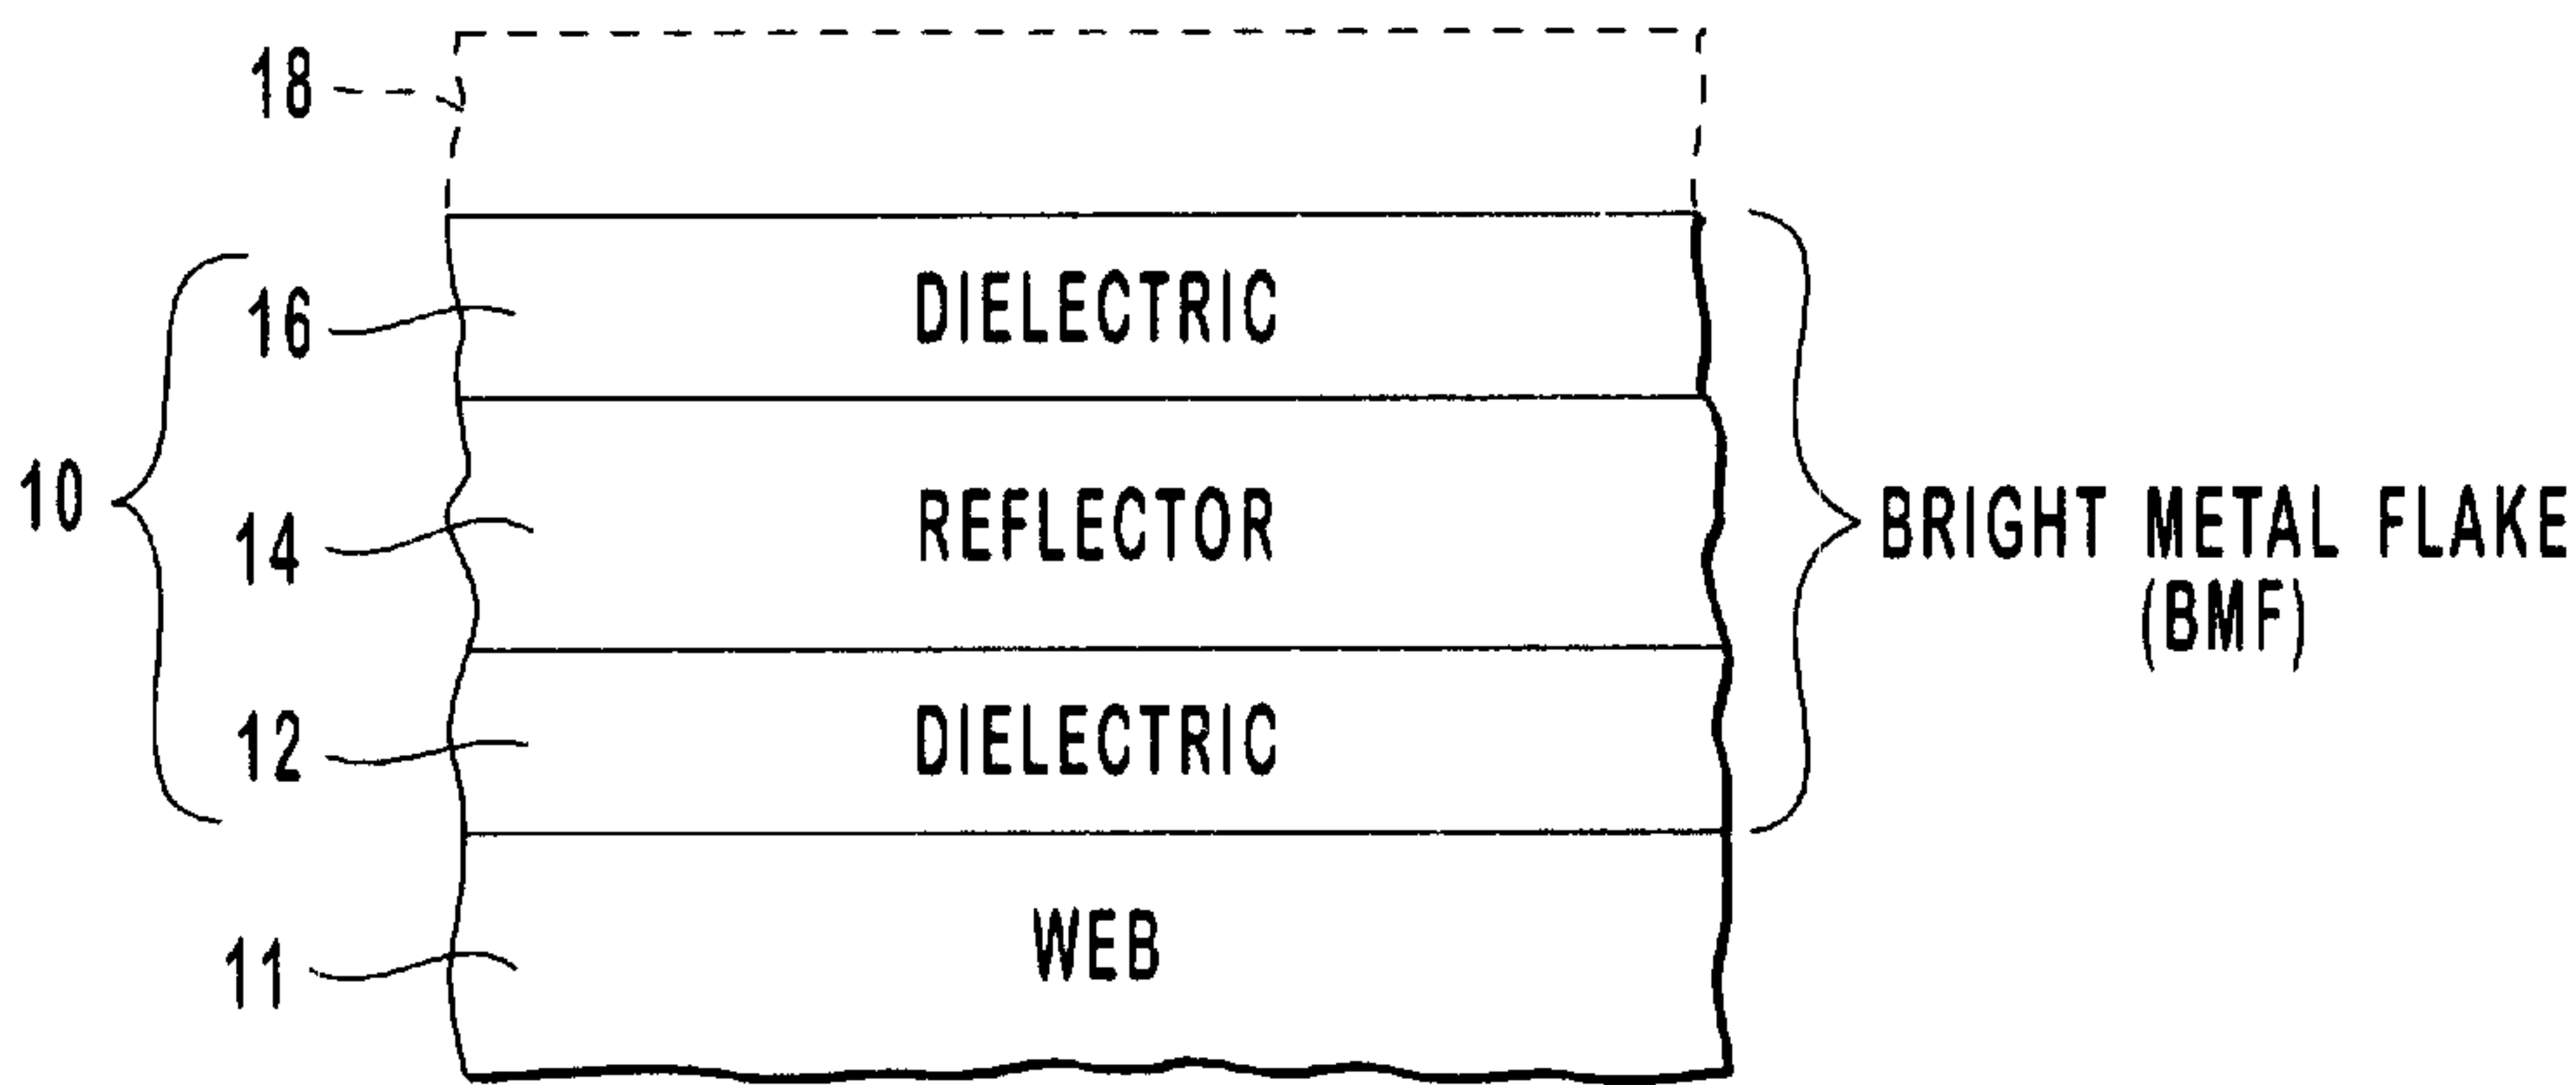 18
16 DIELECTRIC
10
14 REFLECTOR
BRIGHT METAL FLAKE
(BMF)
12 DIELECTRIC
11 WEB